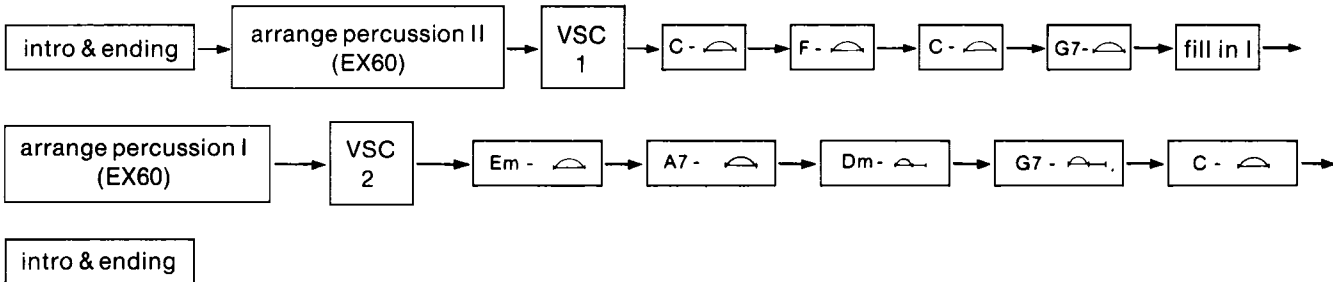 intro & ending → arrange percussion II → VSC → C - → F - → C - → G7- → fill in I →
(EX60) 1
arrange percussion I → VSC → Em - → A7 - → Dm - → G7 - → C - →
(EX60) 2
intro & ending